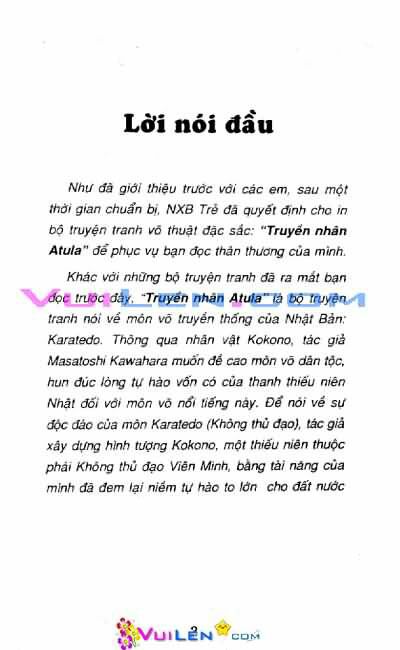 Lời nói đầu
Như đã giới thiệu trước với các em, sau một
thời gian chuẩn bị, NXB Trẻ đã quyết định cho in
bộ truyện tranh võ thuật đặc sắc: "Truyền nhân
Atula" để phục vụ bạn đọc thân thương của mình.
Khác với những bộ truyện tranh đã ra mắt bạn
đọc trước đây, "Truyền nhân Atula" là bộ truyện
tranh nói về môn võ truyền thống của Nhật Bản:
Karatedo. Thông qua nhân vật Kokono, tác giả
Masatoshi Kawahara muốn đề cao môn võ dân tộc,
hun đúc lòng tự hào vốn có của thanh thiếu niên
Nhật đối với môn võ nổi tiếng này. Để nói về sự
độc đáo của môn Karatedo (Không thủ đạo), tác giả
xây dựng hình tượng Kokono, một thiếu niên thuộc
phái Không thủ đạo Viên Minh, bằng tài năng của
mình đã đem lại niềm tự hào to lớn cho đất nước
VUILEN.COM
3
VUILEN.COM